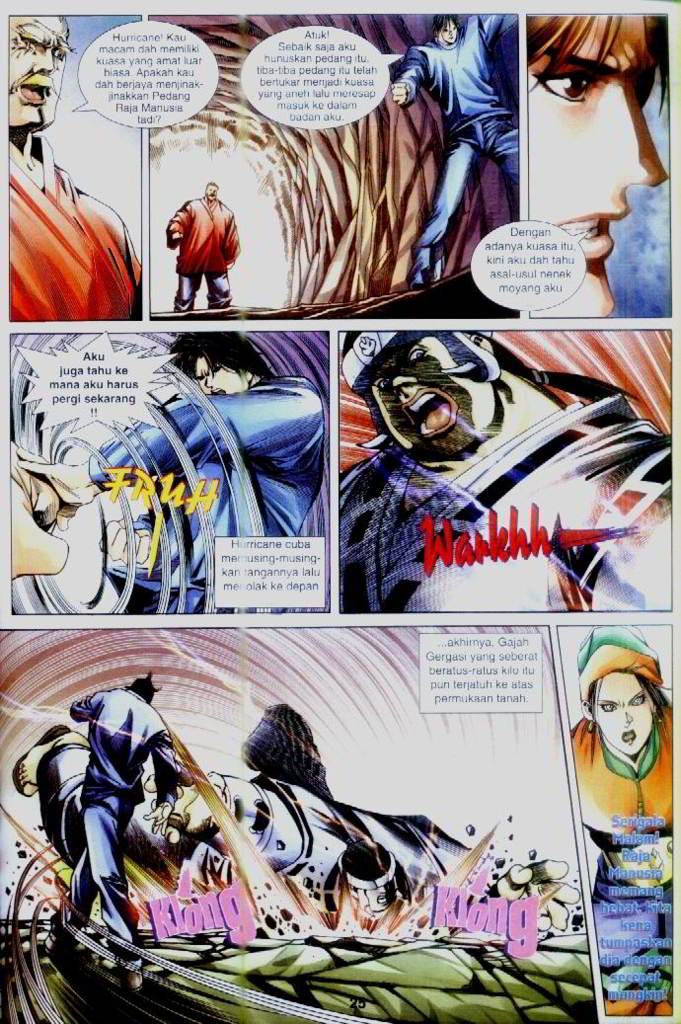 Hurricane! Kau
macam dah memiliki
kuasa yang amat luar
biasa. Apakah kau
dah berjaya menjinak-
jinakkan Pedang
Raja Manusia
tadi?
Atuk!
Sebaik saja aku
hunuskan pedang itu,
tiba-tiba pedang itu telah
bertukar menjadi kuasa
yang aneh lalu meresap
masuk ke dalam
badan aku.
Dengan
adanya kuasa itu,
kini aku dah tahu
asal-usul nenek
moyang aku
Aku
juga tahu ke
mana aku harus
pergi sekarang
!!
FRUH
!
Hurricane cuba
memusing-musing-
kan tangannya lalu
menolak ke depan
Warkhh
...akhirnya, Gajah
Gergasi yang seberat
beratus-ratus kilo itu
pun terjatuh ke atas
permukaan tanah.
Klong
Klong
Serigala
Malam!
Raja
Manusia
memang
hebat, kita
kena
tumpaskan
dia dengan
secepat
mungkin!
25